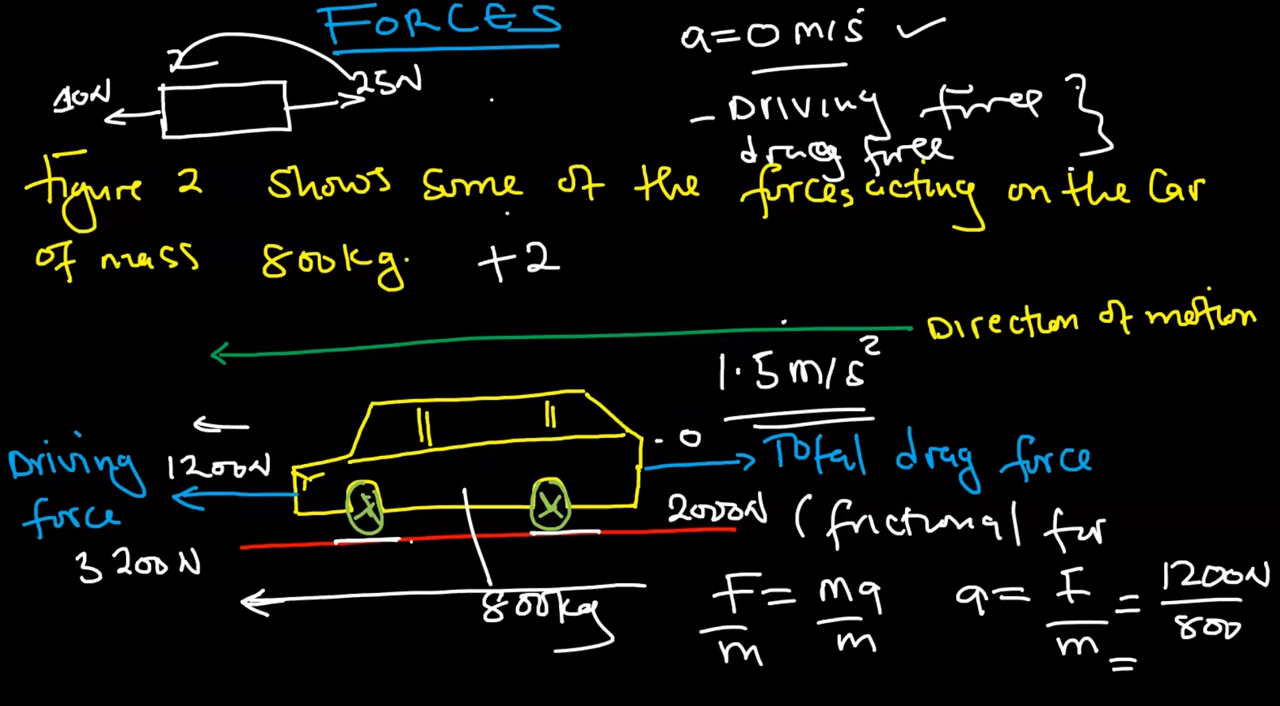 FORCES
a = 0 m/s ✓
2
10N
25N
- DRIVING force }
drag force
Figure 2 shows some of the forces acting on the Car
of mass 800kg. +2
Direction of motion
1.5 m/s²
- 0
Driving force
1200N
Total drag force
2000N
(frictional) for
3200N
800kg
F/m = ma/m
a = F/m = 1200N/800
=